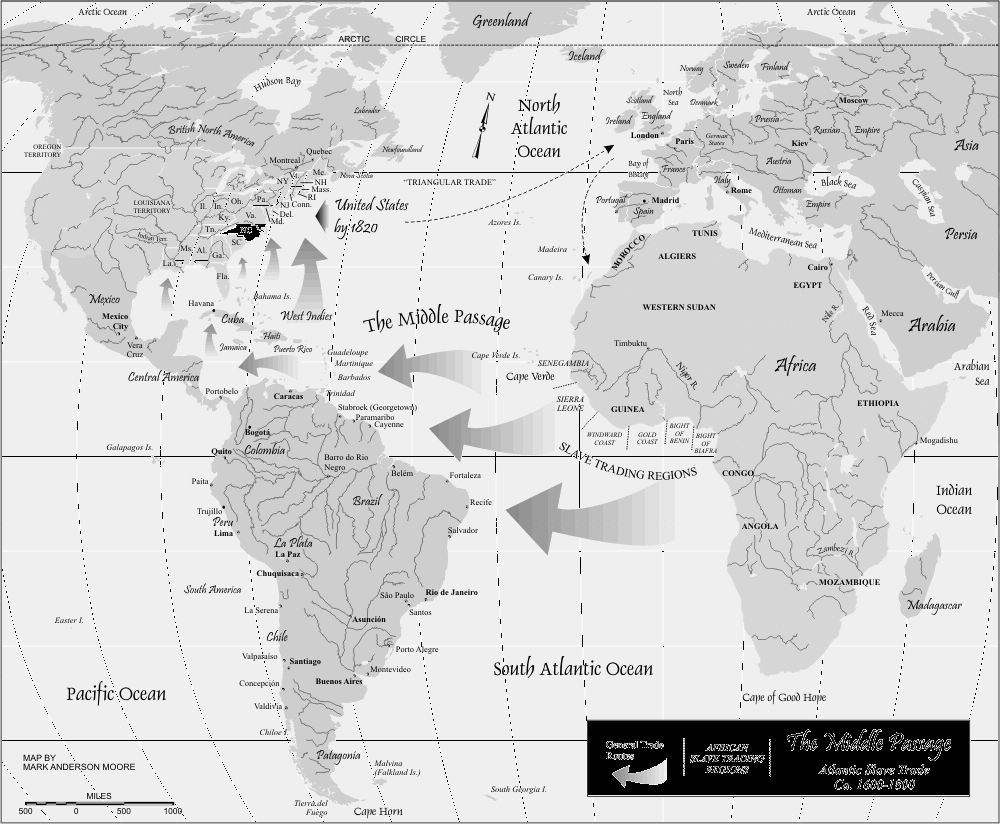 Arctic Ocean
Greenland
Arctic Ocean
ARCTIC CIRCLE
Iceland
Norway
Sweden
Finland
Hudson Bay
North
Sea
Scotland
Denmark
Moscow
Labrador
N
North
Atlantic
Ocean
Ireland
England
Prussia
Russian Empire
British North America
London
Paris
German
States
Kiev
Asia
OREGON
TERRITORY
Quebec
Montreal
Newfoundland
Bay of
Biscay
France
Austria
Me.
Vt.
NH
Nova Scotia
NY
Mass.
RI
"TRIANGULAR TRADE"
Italy
Rome
Ottoman
Empire
Black Sea
Caspian Sea
LOUISIANA
TERRITORY
Il.
In.
Oh.
Pa.
NJ
Conn.
Del.
Md.
United States
by 1820
Portugal
Madrid
Spain
Ky.
Va.
Tn.
NC
SC
Indian Terr.
Azores Is.
Ms.
Al.
Ga.
La.
Madeira
MOROCCO
TUNIS
ALGIERS
Mediterranean Sea
Persia
Fla.
Canary Is.
Cairo
EGYPT
Persian Gulf
Mexico
Mexico
City
Havana
Bahama Is.
Cuba
West Indies
The Middle Passage
WESTERN SUDAN
Nile R.
Red Sea
Mecca
Arabia
Vera
Cruz
Jamaica
Haiti
Puerto Rico
Guadeloupe
Martinique
Barbados
Cape Verde Is.
Timbuktu
SENEGAMBIA
Cape Verde
Niger R.
Africa
Arabian
Sea
Central America
Portobelo
Caracas
Trinidad
SIERRA
LEONE
GUINEA
ETHIOPIA
Stabroek (Georgetown)
Paramaribo
Cayenne
WINDWARD
COAST
GOLD
COAST
BIGHT
OF
BENIN
BIGHT
OF
BIAFRA
Mogadishu
Galapagos Is.
Bogotá
Colombia
Quito
SLAVE TRADING REGIONS
Barro do Rio
Negro
Belém
Fortaleza
CONGO
Paita
Brazil
Recife
Indian
Ocean
Trujillo
Peru
Lima
Salvador
ANGOLA
La Plata
La Paz
Zambezi R.
Chuquisaca
MOZAMBIQUE
South America
São Paulo
Rio de Janeiro
Santos
Madagascar
La Serena
Asunción
Easter I.
Chile
Valparaíso
Santiago
Porto Alegre
Montevideo
South Atlantic Ocean
Concepción
Buenos Aires
Pacific Ocean
Valdivia
Cape of Good Hope
Chiloe
Patagonia
Malvina
(Falkland Is.)
MAP BY
MARK ANDERSON MOORE
South Georgia I.
MILES
500 0 500 1000
Tierra del
Fuego
Cape Horn
General Trade
Routes
AFRICAN
SLAVE TRADING
REGIONS
The Middle Passage
Atlantic Slave Trade
Ca. 1600-1800